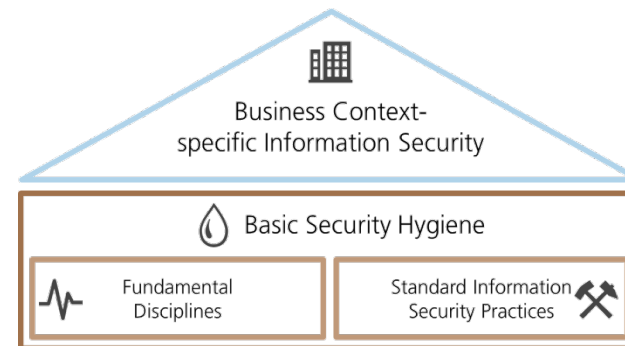 Business Context-
specific Information Security
Basic Security Hygiene
Fundamental
Disciplines
Standard Information
Security Practices